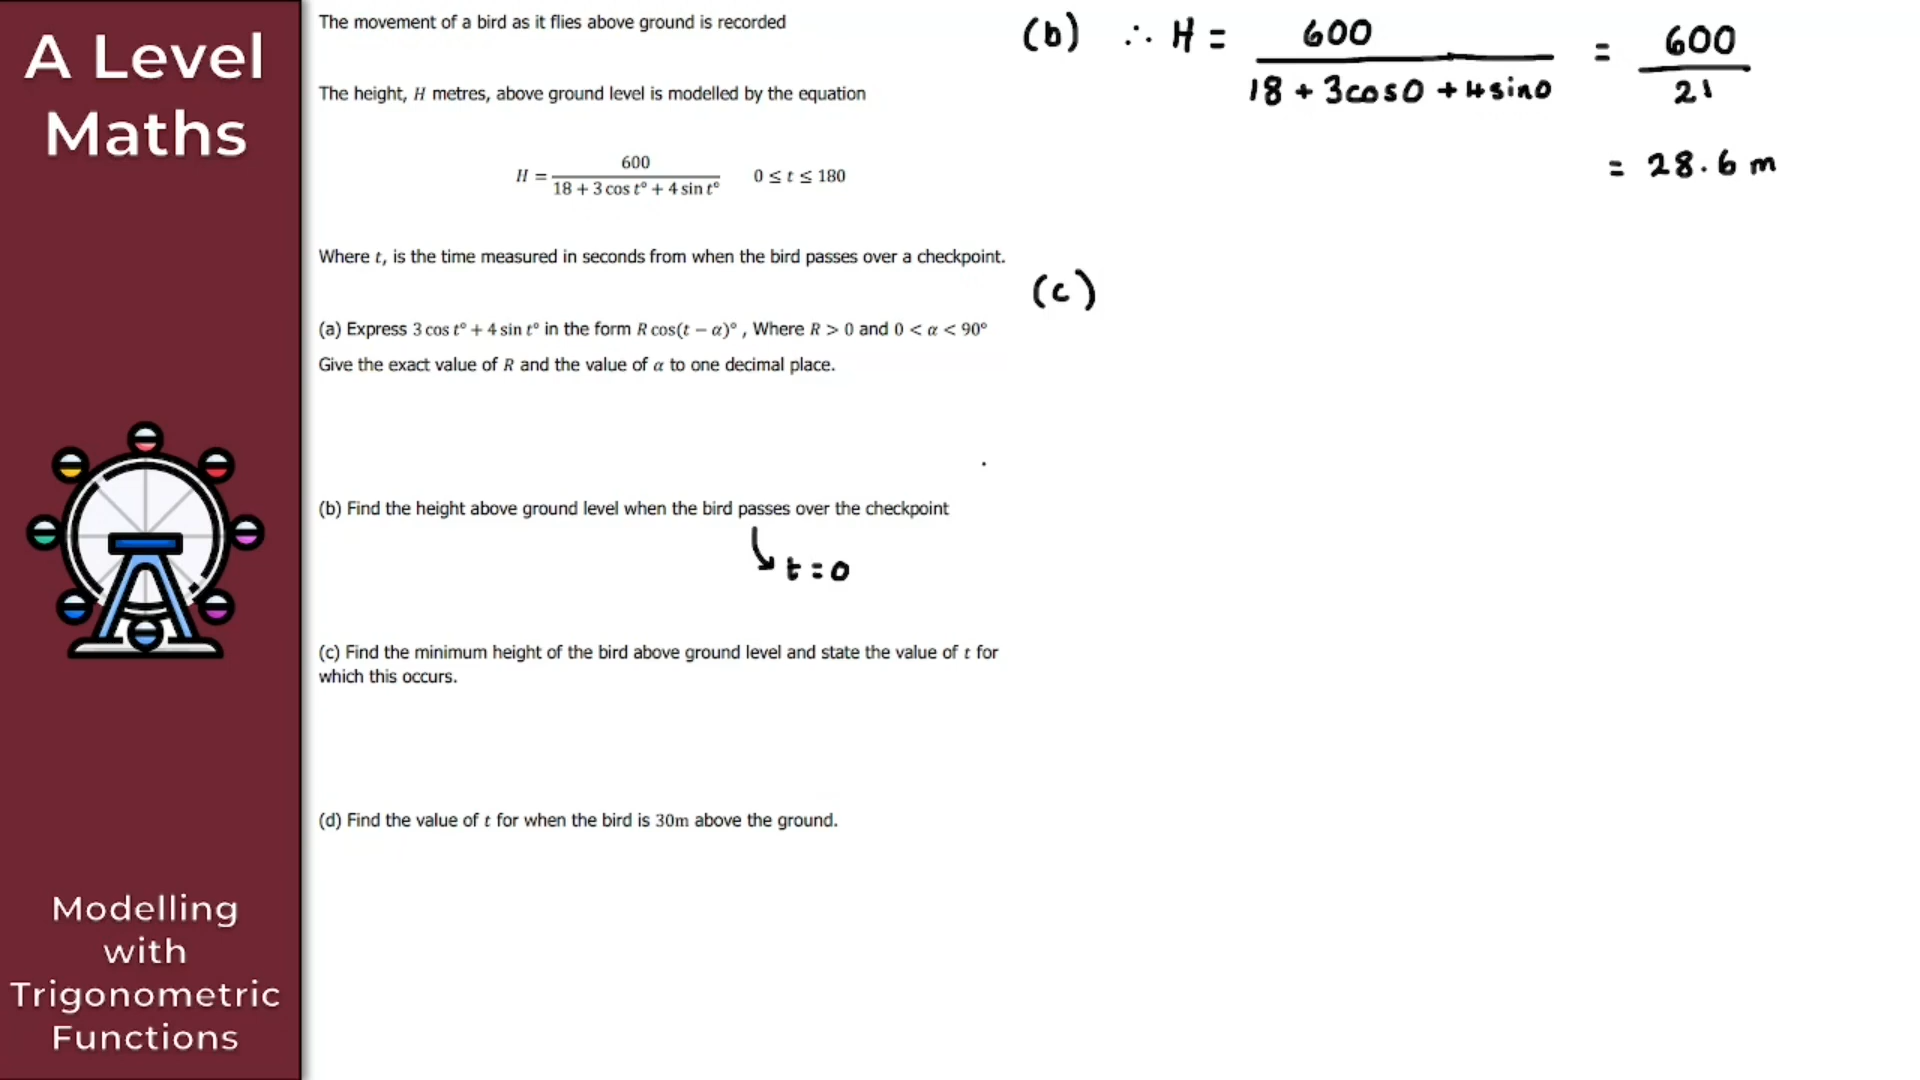 A Level
Maths
Modelling
with
Trigonometric
Functions
The movement of a bird as it flies above ground is recorded
The height, H metres, above ground level is modelled by the equation
H = 600 / (18 + 3 cos t° + 4 sin t°)    0 ≤ t ≤ 180
Where t, is the time measured in seconds from when the bird passes over a checkpoint.
(a) Express 3 cos t° + 4 sin t° in the form R cos(t − α)° , Where R > 0 and 0 < α < 90°
Give the exact value of R and the value of α to one decimal place.
(b) Find the height above ground level when the bird passes over the checkpoint
t = 0
(c) Find the minimum height of the bird above ground level and state the value of t for
which this occurs.
(d) Find the value of t for when the bird is 30m above the ground.
(b) ∴ H = 600 / (18 + 3cos0 + 4sin0) = 600 / 21
= 28.6 m
(c)